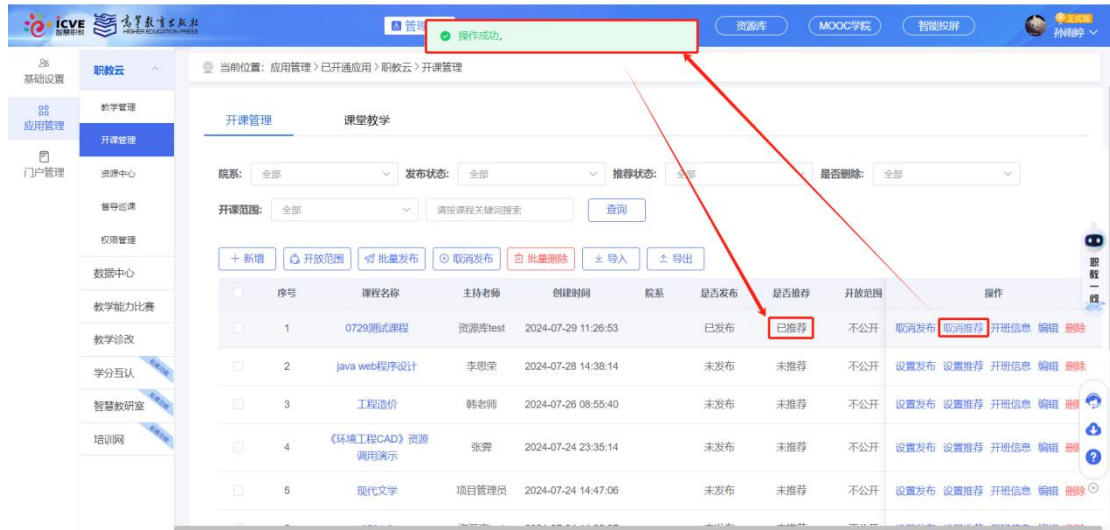 icve 智慧职教 高等教育出版社 HIGHER EDUCATION PRESS 管理 资源库 MOOC学院 智能投屏 正式版
操作成功。
基础设置 职教云 当前位置：应用管理 > 已开通应用 > 职教云 > 开课管理
应用管理 教学管理
开课管理 课堂教学
开课管理
门户管理 资源中心 院系: 全部 发布状态: 全部 推荐状态: 全部 是否删除: 全部
督导巡课 开课范围: 全部 请按课程关键词搜索 查询
权限管理
+ 新增 开放范围 批量发布 取消发布 批量删除 导入 导出
数据中心
教学能力比赛 序号 课程名称 主持老师 创建时间 院系 是否发布 是否推荐 开放范围 操作
教学诊改 1 0729测试课程 资源库test 2024-07-29 11:26:53 已发布 已推荐 不公开 取消发布 取消推荐 开班信息 编辑 删除
学分互认 2 java web程序设计 李思荣 2024-07-28 14:38:14 未发布 未推荐 不公开 设置发布 设置推荐 开班信息 编辑 删除
智慧教研室 3 工程造价 韩老师 2024-07-26 08:55:40 未发布 未推荐 不公开 设置发布 设置推荐 开班信息 编辑
培训网 4 《环境工程CAD》资源调用演示 张霁 2024-07-24 23:35:14 未发布 未推荐 不公开 设置发布 设置推荐 开班信息 编辑
5 现代文学 项目管理员 2024-07-24 14:47:06 未发布 未推荐 不公开 设置发布 设置推荐 开班信息 编辑 删除
职教一问